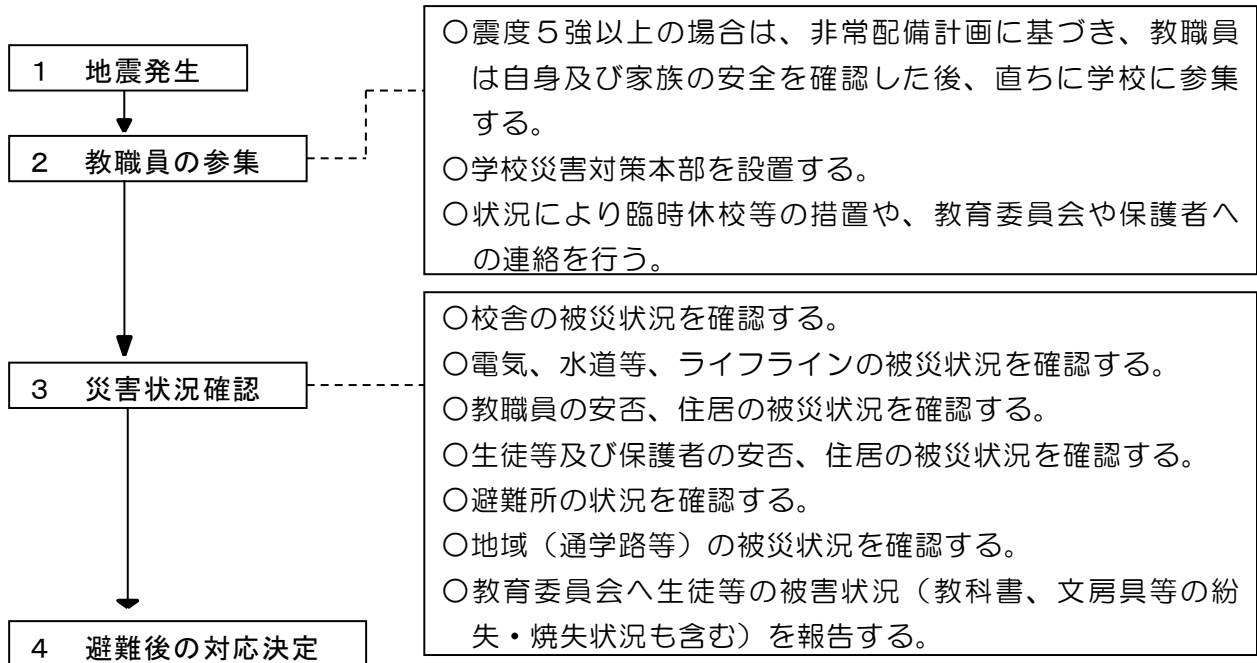 1　地震発生
2　教職員の参集
〇震度５強以上の場合は、非常配備計画に基づき、教職員
は自身及び家族の安全を確認した後、直ちに学校に参集
する。
〇学校災害対策本部を設置する。
〇状況により臨時休校等の措置や、教育委員会や保護者へ
の連絡を行う。
3　災害状況確認
〇校舎の被災状況を確認する。
〇電気、水道等、ライフラインの被災状況を確認する。
〇教職員の安否、住居の被災状況を確認する。
〇生徒等及び保護者の安否、住居の被災状況を確認する。
〇避難所の状況を確認する。
〇地域（通学路等）の被災状況を確認する。
〇教育委員会へ生徒等の被害状況（教科書、文房具等の紛
失・焼失状況も含む）を報告する。
4　避難後の対応決定